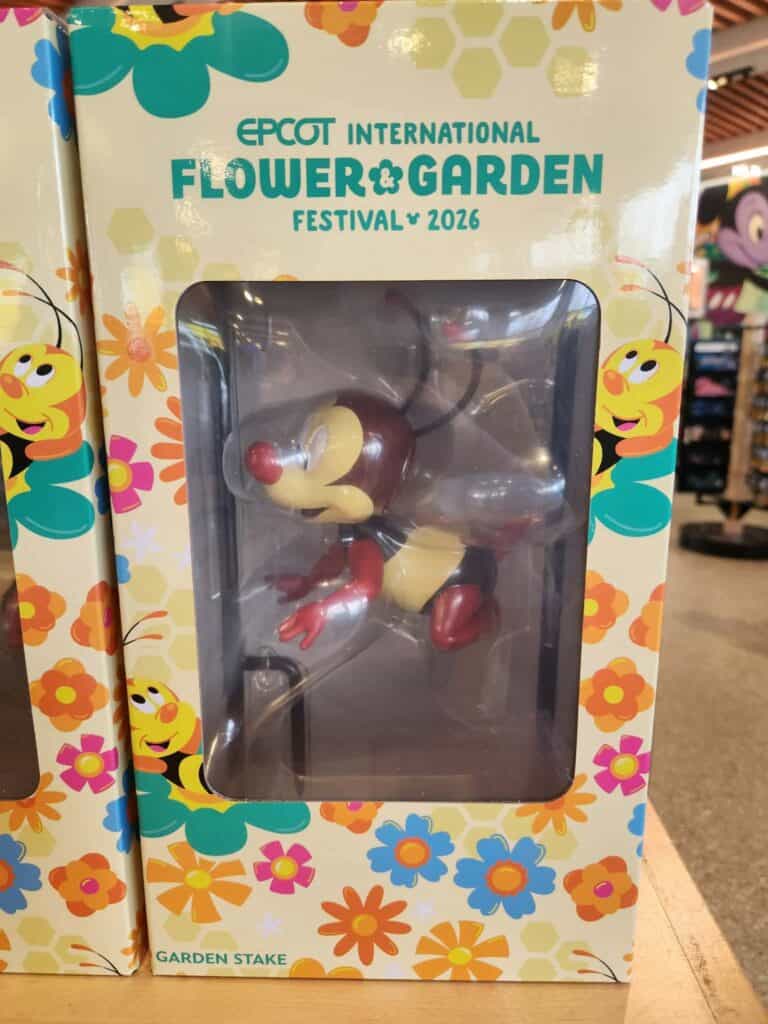 EPCOT INTERNATIONAL
FLOWER & GARDEN
FESTIVAL 2026
GARDEN STAKE